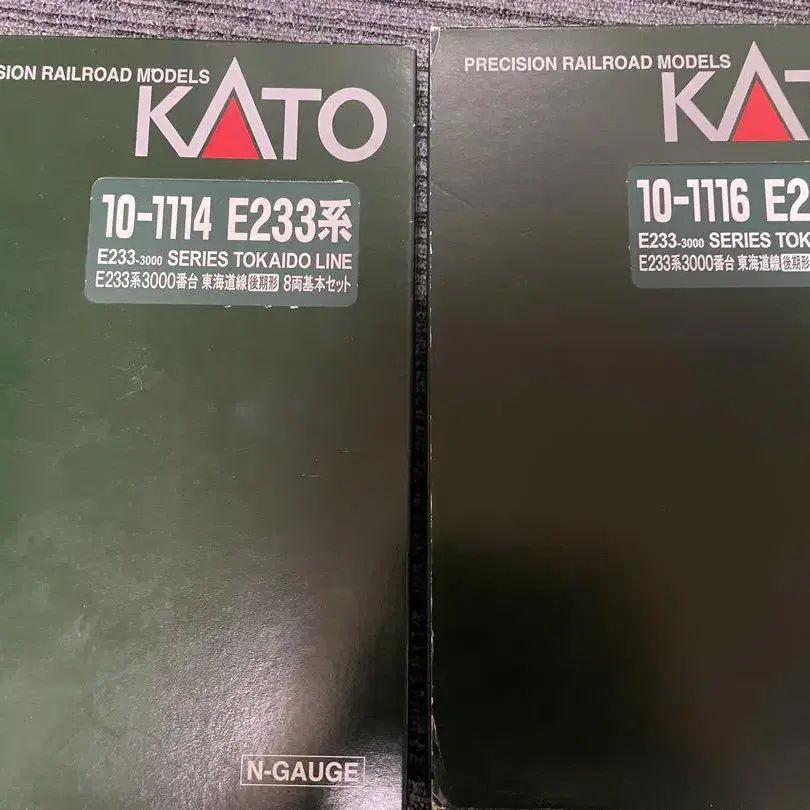 SION RAILROAD MODELS
KATO
10-1114 E233系
E233-3000 SERIES TOKAIDO LINE
E233系3000番台 東海道線 後期形 8両基本セット
N-GAUGE
PRECISION RAILROAD MODELS
KAT
10-1116 E2
E233-3000 SERIES TOK
E233系3000番台 東海道線 後期形